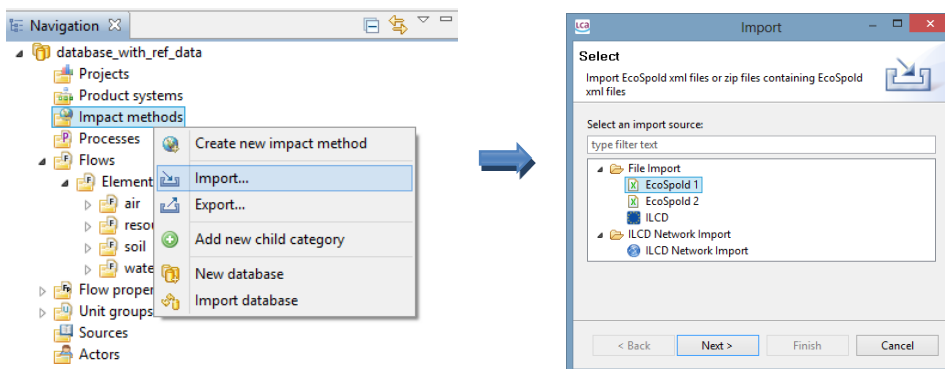 Navigation
database_with_ref_data
Projects
Product systems
Impact methods
Processes
Flows
Element
air
resou
soil
wate
Flow proper
Unit groups
Sources
Actors
Create new impact method
Import...
Export...
Add new child category
New database
Import database
LCA
Import
Select
Import EcoSpold xml files or zip files containing EcoSpold
xml files
Select an import source:
type filter text
File Import
EcoSpold 1
EcoSpold 2
ILCD
ILCD Network Import
ILCD Network Import
< Back
Next >
Finish
Cancel